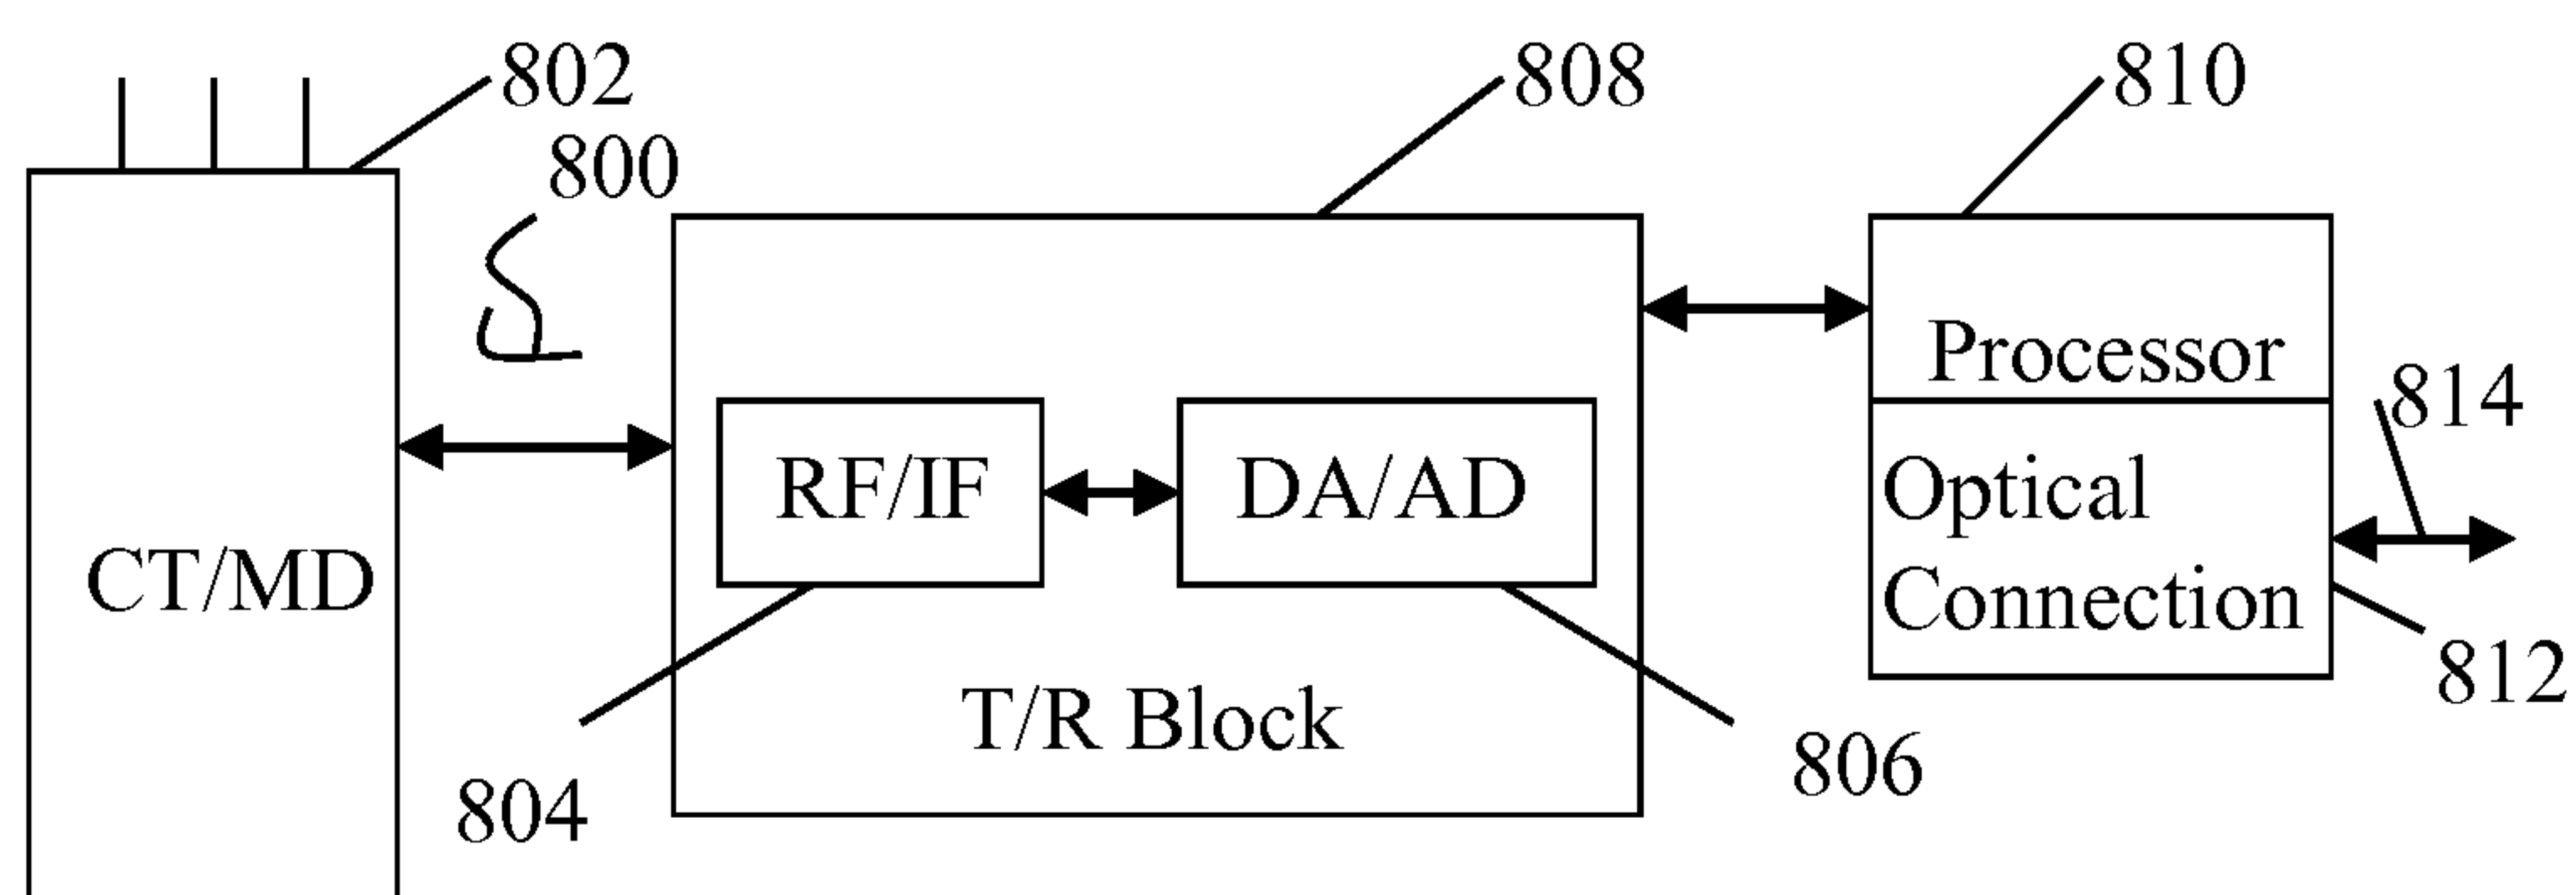 802
808
810
800
Processor
814
RF/IF
DA/AD
Optical
Connection
CT/MD
812
T/R Block
806
804